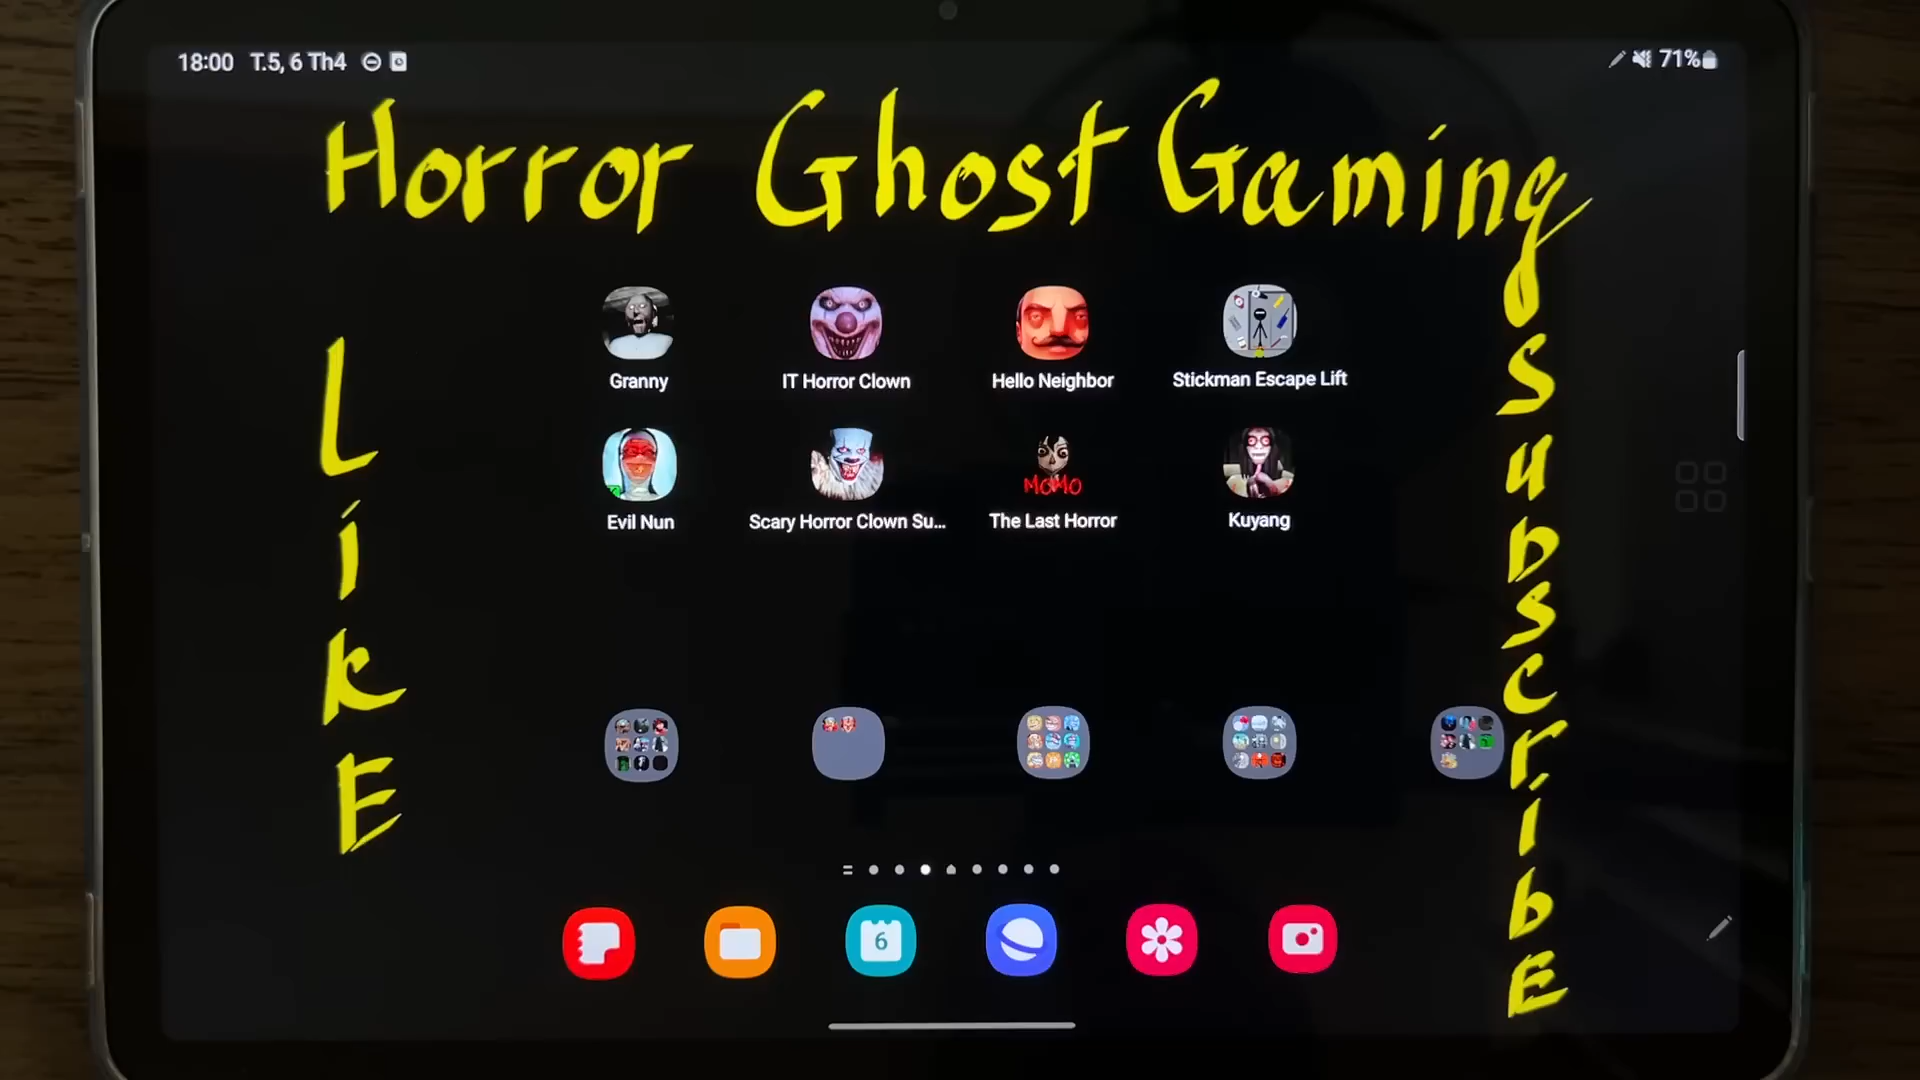 18:00 T.5, 6 Th4
71%
Horror Ghost Gaming
LikE
SubscribE
Granny
IT Horror Clown
Hello Neighbor
Stickman Escape Lift
Evil Nun
Scary Horror Clown Su...
MOMO
The Last Horror
Kuyang
6